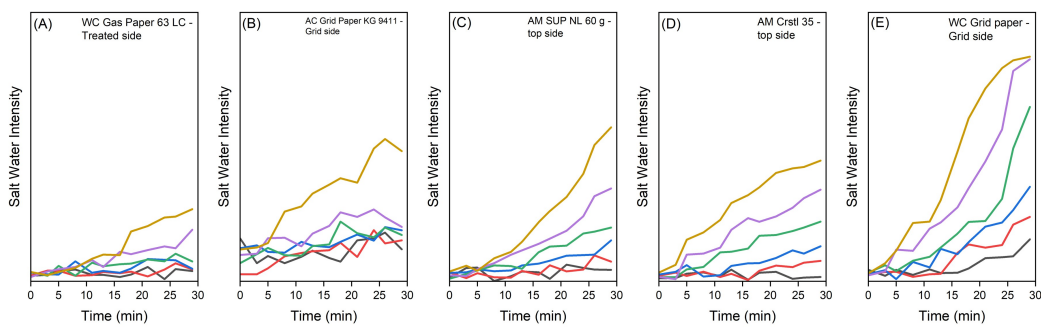 (A) WC Gas Paper 63 LC -
Treated side
Salt Water Intensity
0 5 10 15 20 25 30
Time (min)
(B) AC Grid Paper KG 9411 -
Grid side
Salt Water Intensity
0 5 10 15 20 25 30
Time (min)
(C) AM SUP NL 60 g -
top side
Salt Water Intensity
0 5 10 15 20 25 30
Time (min)
(D) AM Crstl 35 -
top side
Salt Water Intensity
0 5 10 15 20 25 30
Time (min)
(E) WC Grid paper -
Grid side
Salt Water Intensity
0 5 10 15 20 25 30
Time (min)